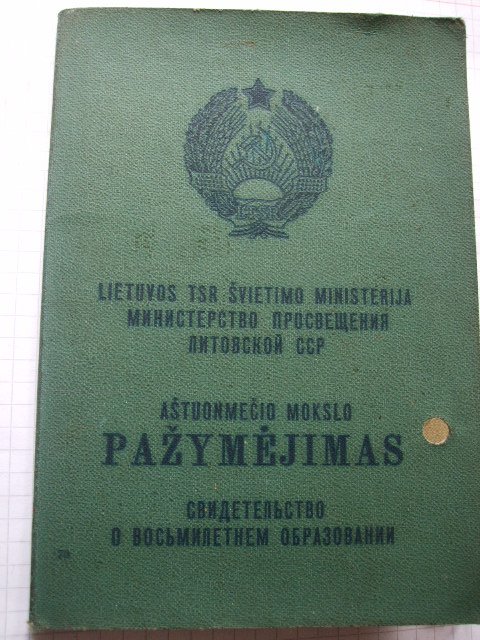 LIETUVOS TSR ŠVIETIMO MINISTERIJA
МИНИСТЕРСТВО ПРОСВЕЩЕНИЯ
ЛИТОВСКОЙ ССР
AŠTUONMEČIO MOKSLO
PAŽYMĖJIMAS
СВИДЕТЕЛЬСТВО
О ВОСЬМИЛЕТНЕМ ОБРАЗОВАНИИ